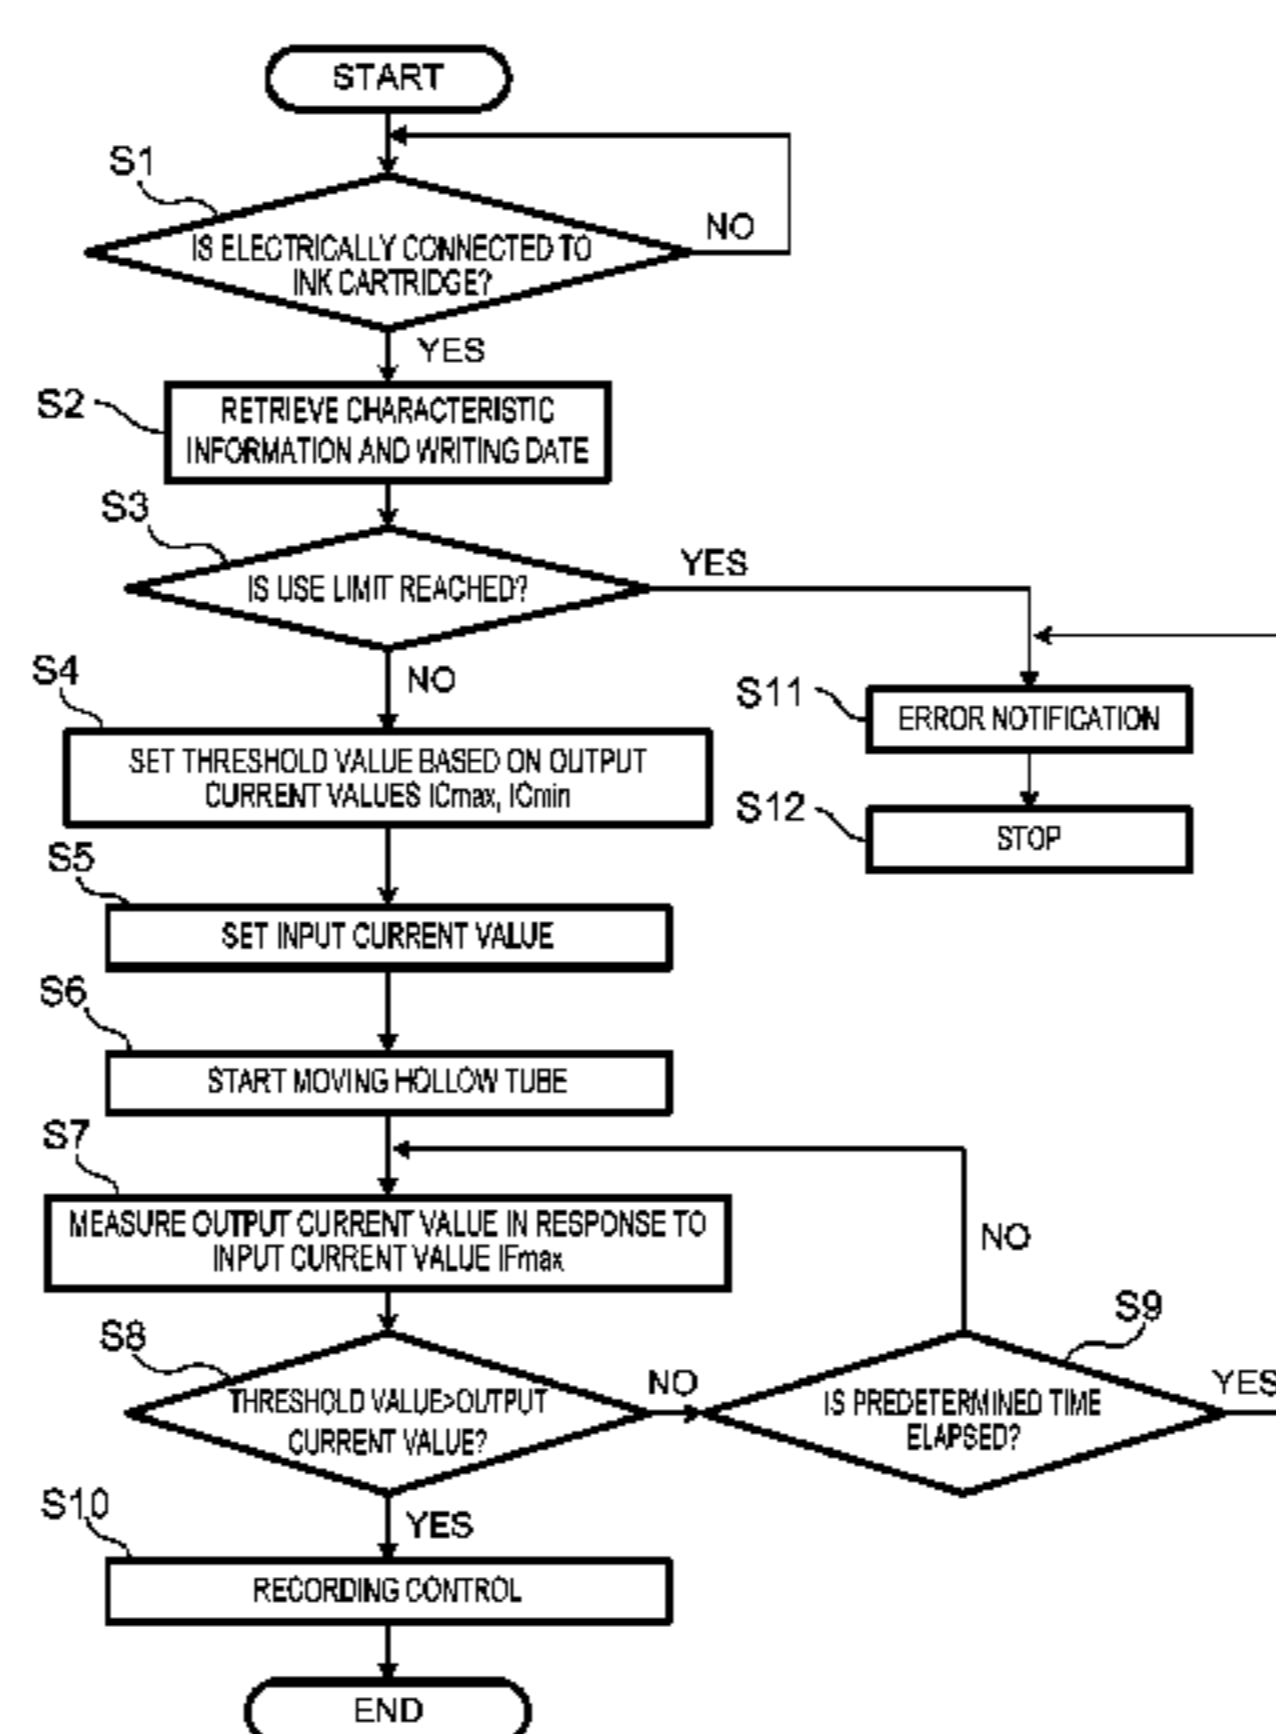 START
S1
IS ELECTRICALLY CONNECTED TO
INK CARTRIDGE?
NO
YES
S2
RETRIEVE CHARACTERISTIC
INFORMATION AND WRITING DATE
S3
IS USE LIMIT REACHED?
YES
NO
S4
SET THRESHOLD VALUE BASED ON OUTPUT
CURRENT VALUES ICmax, ICmin
S11
ERROR NOTIFICATION
S12
STOP
S5
SET INPUT CURRENT VALUE
S6
START MOVING HOLLOW TUBE
S7
MEASURE OUTPUT CURRENT VALUE IN RESPONSE TO
INPUT CURRENT VALUE IFmax
NO
S8
THRESHOLD VALUE>OUTPUT
CURRENT VALUE?
NO
S9
IS PREDETERMINED TIME
ELAPSED?
YES
YES
S10
RECORDING CONTROL
END